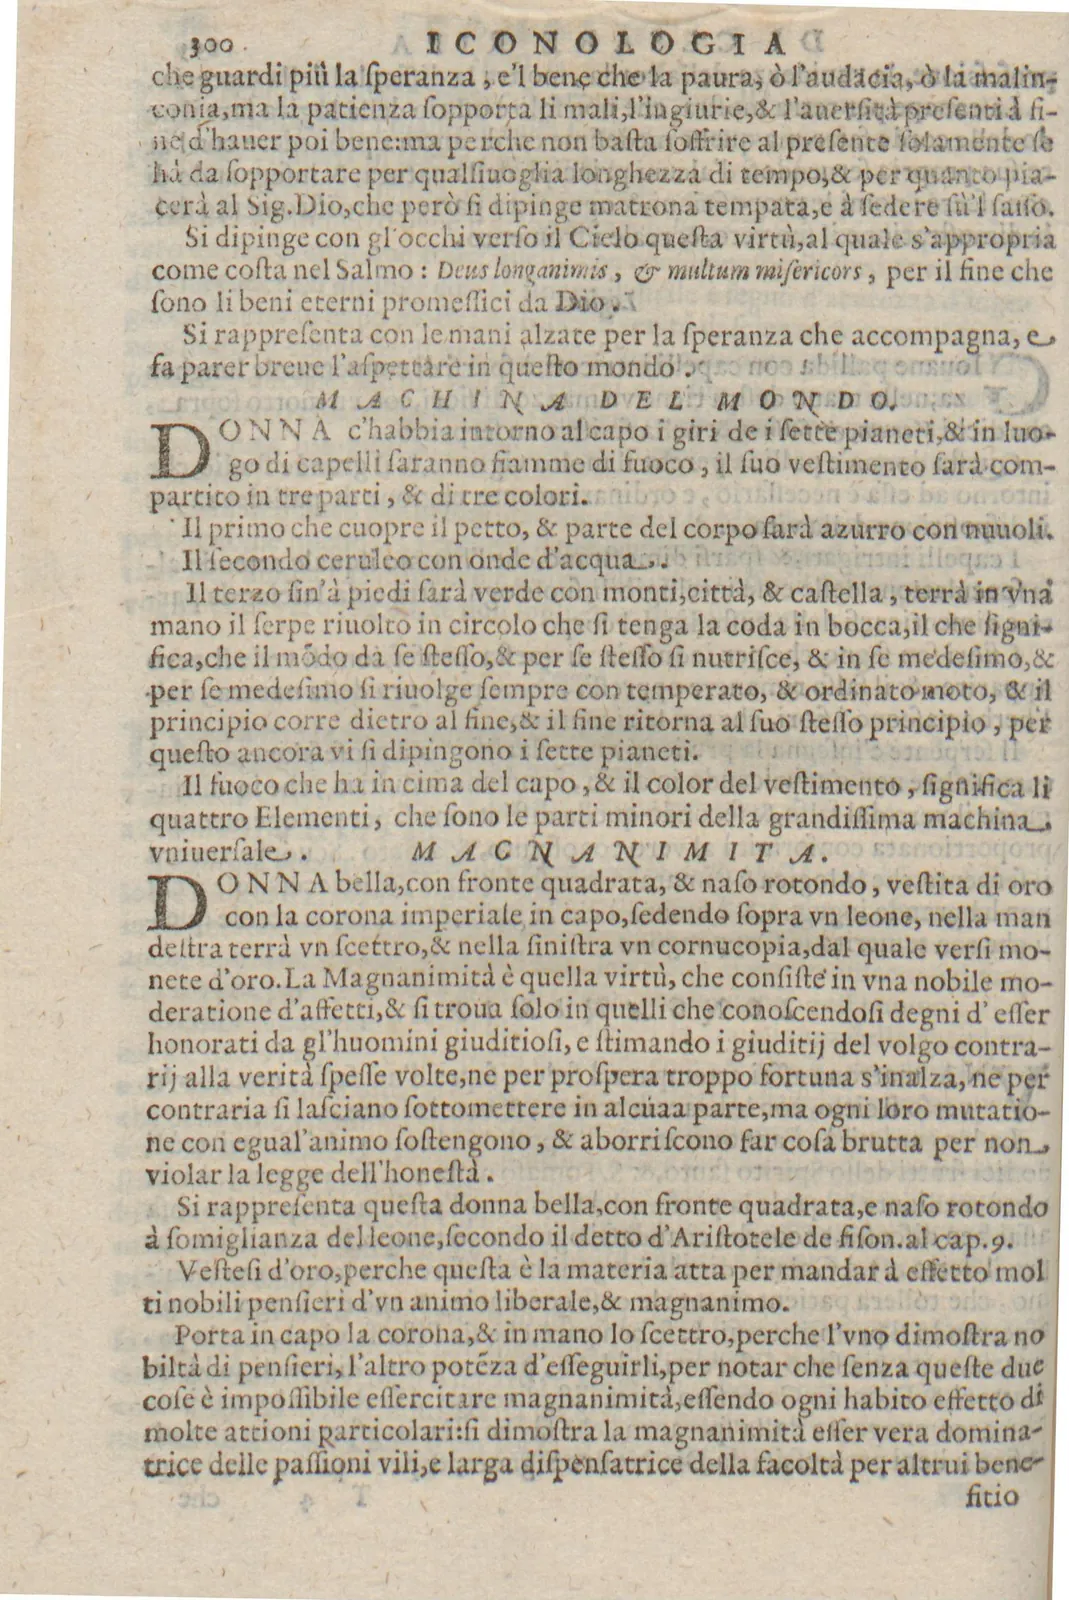 300 ICONOLOGIA
che guardi più la ſperanza, e'l bene che la paura, ò l'audacia, ò la malin-
conia, ma la patienza ſopporta li mali, l'ingiurie, & l'auerſità preſenti à fi-
ne d'hauer poi bene: ma perche non baſta ſoffrire al preſente ſolamente ſe
hà da ſopportare per qualſiuoglia longhezza di tempo, & per quanto pia-
cerà al Sig. Dio, che però ſi dipinge matrona tempata, e à ſedere sù'l ſaſſo.
Si dipinge con gl'occhi verſo il Cielo queſta virtù, al quale s'appropria
come coſta nel Salmo: Deus longanimis, & multum miſericors, per il fine che
ſono li beni eterni promeſſici da Dio.
Si rappreſenta con le mani alzate per la ſperanza che accompagna, e
fa parer breue l'aſpettare in queſto mondo.
MACHINA DEL MONDO.
DONNA c'habbia intorno al capo i giri de i ſette pianeti, & in luo-
go di capelli ſaranno fiamme di fuoco, il ſuo veſtimento ſarà com-
partito in tre parti, & di tre colori.
Il primo che cuopre il petto, & parte del corpo ſarà azurro con nuuoli.
Il ſecondo ceruleo con onde d'acqua.
Il terzo ſin'à piedi ſarà verde con monti, città, & caſtella, terrà in vna
mano il ſerpe riuolto in circolo che ſi tenga la coda in bocca, il che ſigni-
fica, che il mõdo da ſe ſteſſo, & per ſe ſteſſo ſi nutriſce, & in ſe medeſimo, &
per ſe medeſimo ſi riuolge ſempre con temperato, & ordinato moto, & il
principio corre dietro al fine, & il fine ritorna al ſuo ſteſſo principio, per
queſto ancora vi ſi dipingono i ſette pianeti.
Il fuoco che ha in cima del capo, & il color del veſtimento, ſignifica li
quattro Elementi, che ſono le parti minori della grandiſſima machina
vniuerſale. MAGNANIMITA.
DONNA bella, con fronte quadrata, & naſo rotondo, veſtita di oro
con la corona imperiale in capo, ſedendo ſopra vn leone, nella man
deſtra terrà vn ſcettro, & nella ſiniſtra vn cornucopia, dal quale verſi mo-
nete d'oro. La Magnanimità è quella virtù, che conſiſte in vna nobile mo-
deratione d'affetti, & ſi troua ſolo in quelli che conoſcendoſi degni d'eſſer
honorati da gl'huomini giuditioſi, e ſtimando i giuditij del volgo contra-
rij alla verità ſpeſſe volte, ne per proſpera troppo fortuna s'inalza, ne per
contraria ſi laſciano ſottomettere in alcuaa parte, ma ogni loro mutatio-
ne con egual'animo ſoſtengono, & aborriſcono far coſa brutta per non
violar la legge dell'honeſtà.
Si rappreſenta queſta donna bella, con fronte quadrata, e naſo rotondo
à ſomiglianza del leone, ſecondo il detto d'Ariſtotele de fiſon. al cap. 9.
Veſteſi d'oro, perche queſta è la materia atta per mandar à effetto mol
ti nobili penſieri d'vn animo liberale, & magnanimo.
Porta in capo la corona, & in mano lo ſcettro, perche l'vno dimoſtra no
biltà di penſieri, l'altro potẽza d'eſſeguirli, per notar che ſenza queſte due
coſe è impoſſibile eſſercitare magnanimità, eſſendo ogni habito effetto di
molte attioni particolari: ſi dimoſtra la magnanimità eſſer vera domina-
trice delle paſſioni vili, e larga diſpenſatrice della facoltà per altrui bene-
fitio